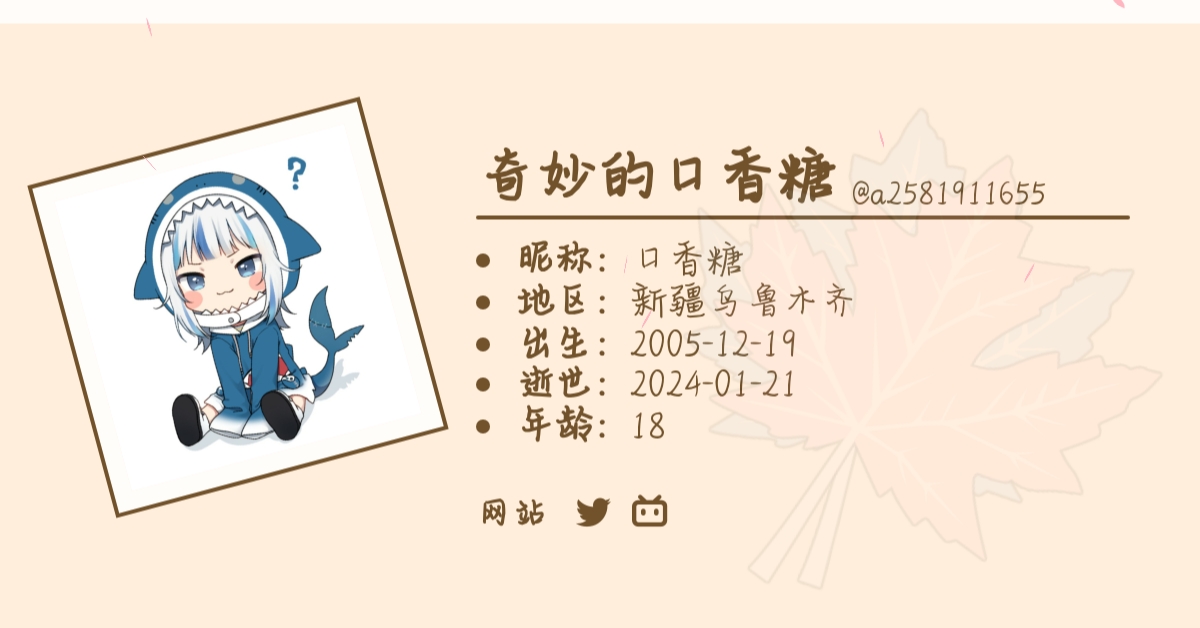 ?
奇妙的口香糖 @a2581911655
昵称： 口香糖
地区： 新疆乌鲁木齐
出生： 2005-12-19
逝世： 2024-01-21
年龄： 18
网站